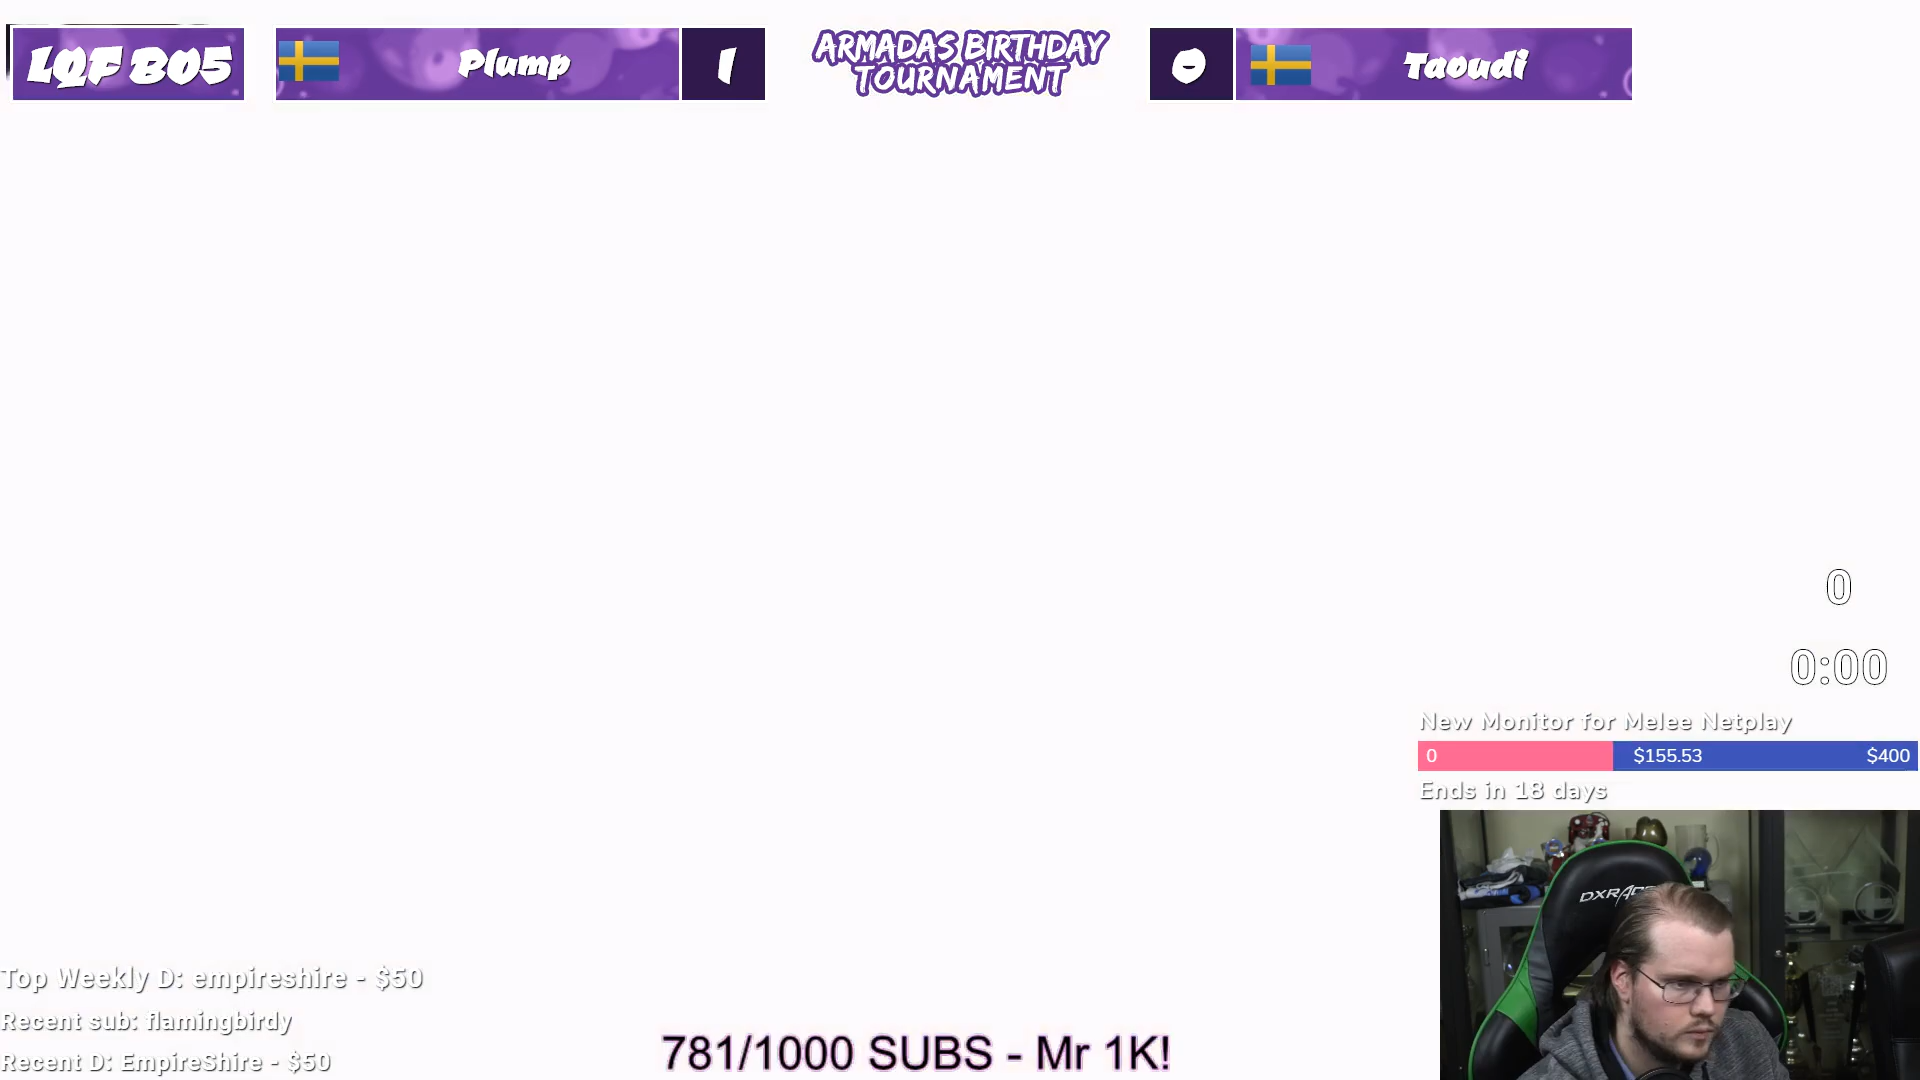 LQF BO5
Plump
1
ARMADAS BIRTHDAY
TOURNAMENT
0
Taoudi
0
0:00
New Monitor for Melee Netplay
0 $155.53 $400
Ends in 18 days
DXRACER
Top Weekly D: empireshire - $50
Recent sub: flamingbirdy
Recent D: EmpireShire - $50
781/1000 SUBS - Mr 1K!